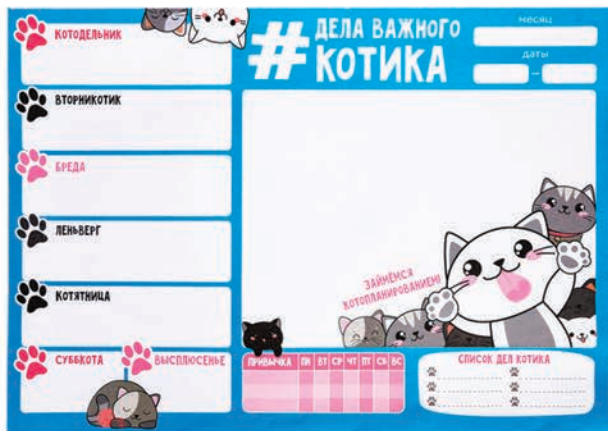 КОТОДЕЛЬНИК
ВТОРНИКОТИК
БРЕДА
ЛЕНЬВЕРГ
КОТЯТНИЦА
СУББКОТА
ВЫСПЛЮСЕНЬЕ
# ДЕЛА ВАЖНОГО
КОТИКА
месяц
даты
–
ЗАЙМЁМСЯ
КОТОПЛАНИРОВАНИЕМ!
ПРИВЫЧКА ПН ВТ СР ЧТ ПТ СБ ВС
СПИСОК ДЕЛ КОТИКА